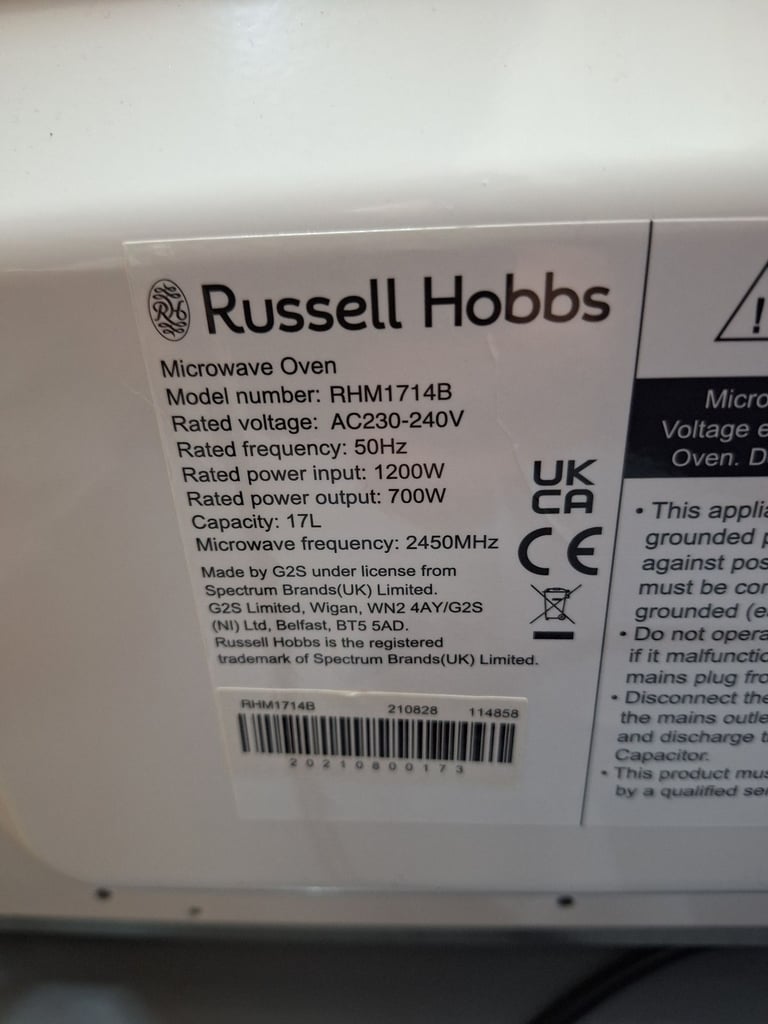 RH Russell Hobbs
Microwave Oven
Model number: RHM1714B
Rated voltage: AC230-240V
Rated frequency: 50Hz
Rated power input: 1200W
Rated power output: 700W
Capacity: 17L
Microwave frequency: 2450MHz
Made by G2S under license from
Spectrum Brands(UK) Limited.
G2S Limited, Wigan, WN2 4AY/G2S
(NI) Ltd, Belfast, BT5 5AD.
Russell Hobbs is the registered
trademark of Spectrum Brands(UK) Limited.
UK
CA
CE
RHM1714B 210828 114858
20210800173
!
Micro
Voltage e
Oven. D
• This applia
grounded p
against pos
must be con
grounded (ea
• Do not opera
if it malfunctio
mains plug fro
• Disconnect the
the mains outle
and discharge t
Capacitor.
• This product mus
by a qualified ser